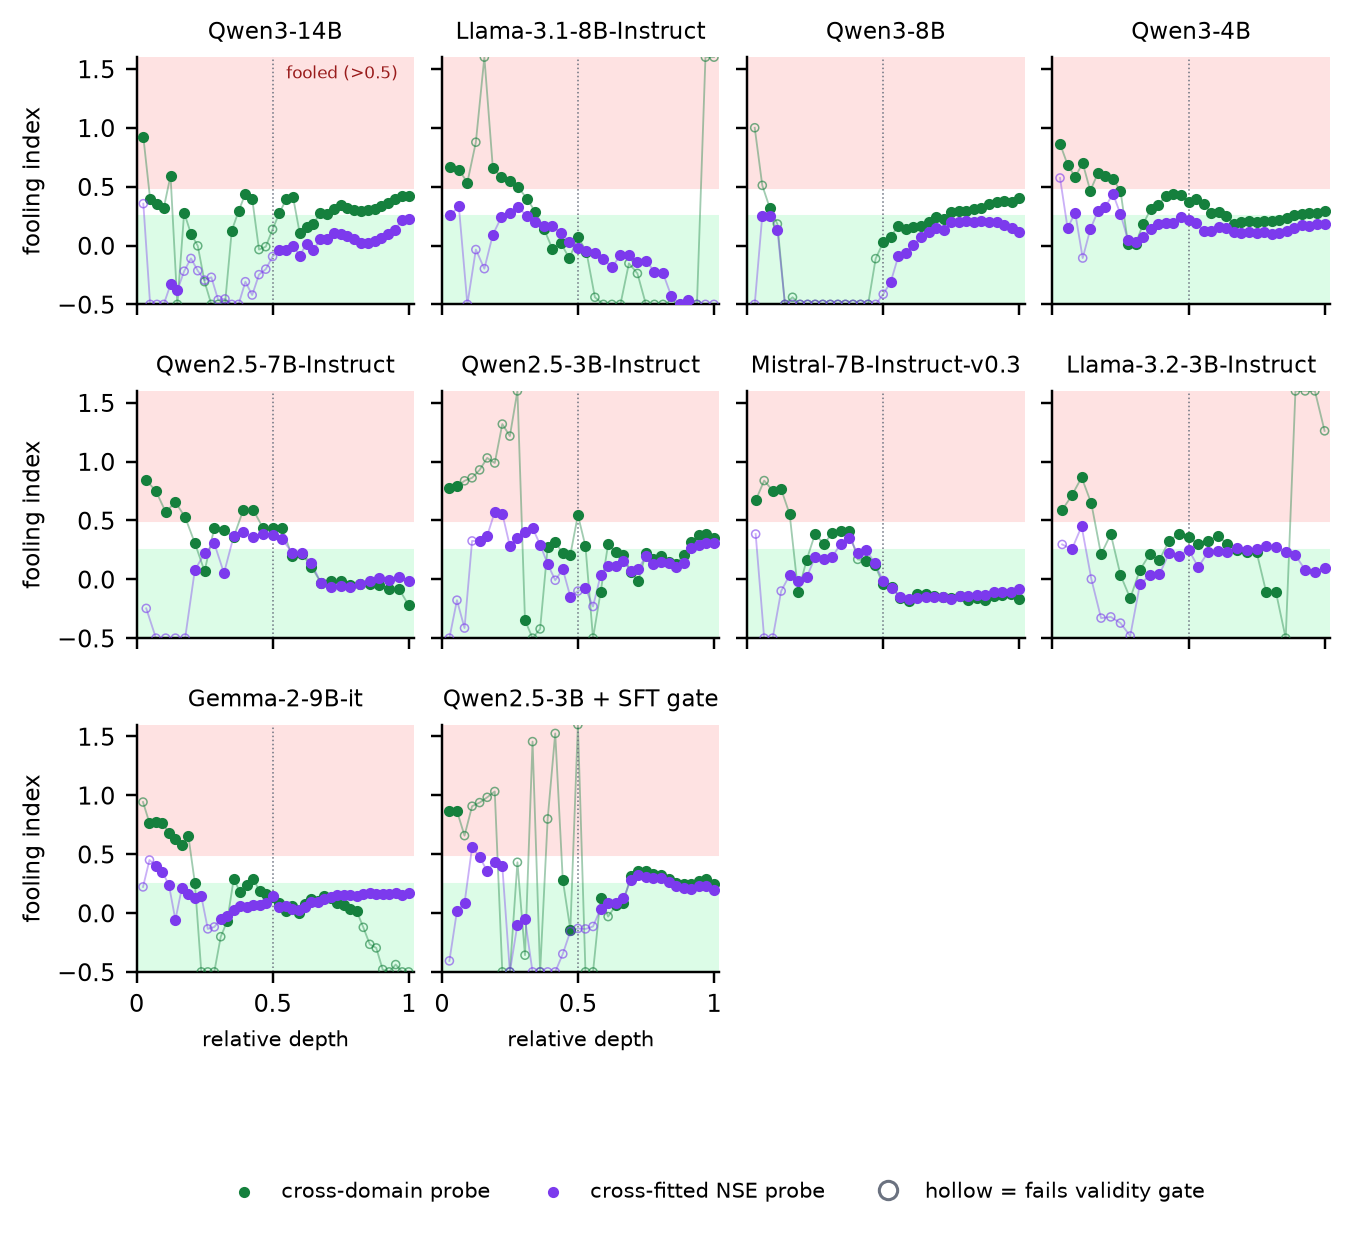 Qwen3-14B
Llama-3.1-8B-Instruct
Qwen3-8B
Qwen3-4B
fooling index
1.5
1.0
0.5
0.0
−0.5
fooled (>0.5)
Qwen2.5-7B-Instruct
Qwen2.5-3B-Instruct
Mistral-7B-Instruct-v0.3
Llama-3.2-3B-Instruct
fooling index
1.5
1.0
0.5
0.0
−0.5
Gemma-2-9B-it
Qwen2.5-3B + SFT gate
fooling index
1.5
1.0
0.5
0.0
−0.5
0
0.5
1
0
0.5
1
relative depth
relative depth
cross-domain probe
cross-fitted NSE probe
hollow = fails validity gate